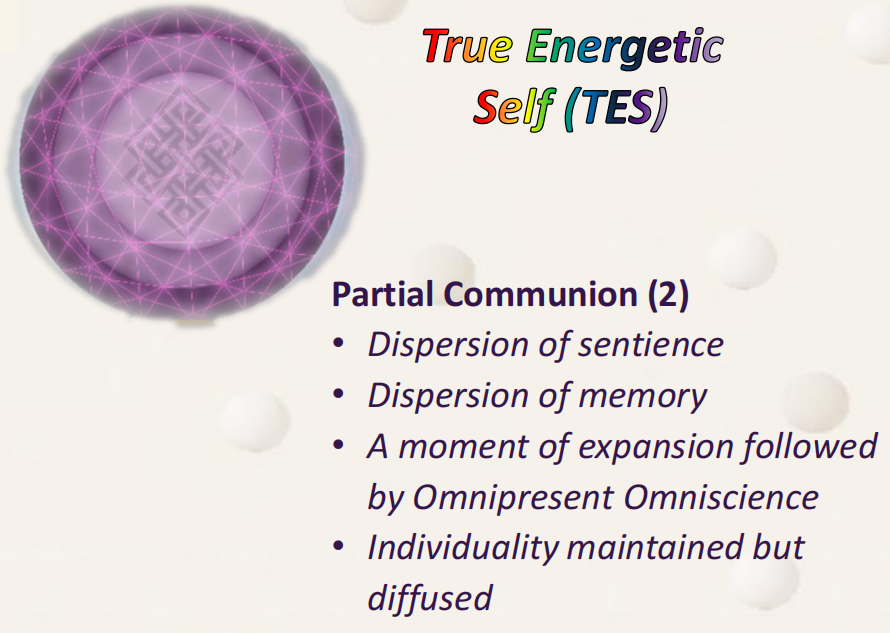 True Energetic
Self (TES)
Partial Communion (2)
• Dispersion of sentience
• Dispersion of memory
• A moment of expansion followed
by Omnipresent Omniscience
• Individuality maintained but
diffused